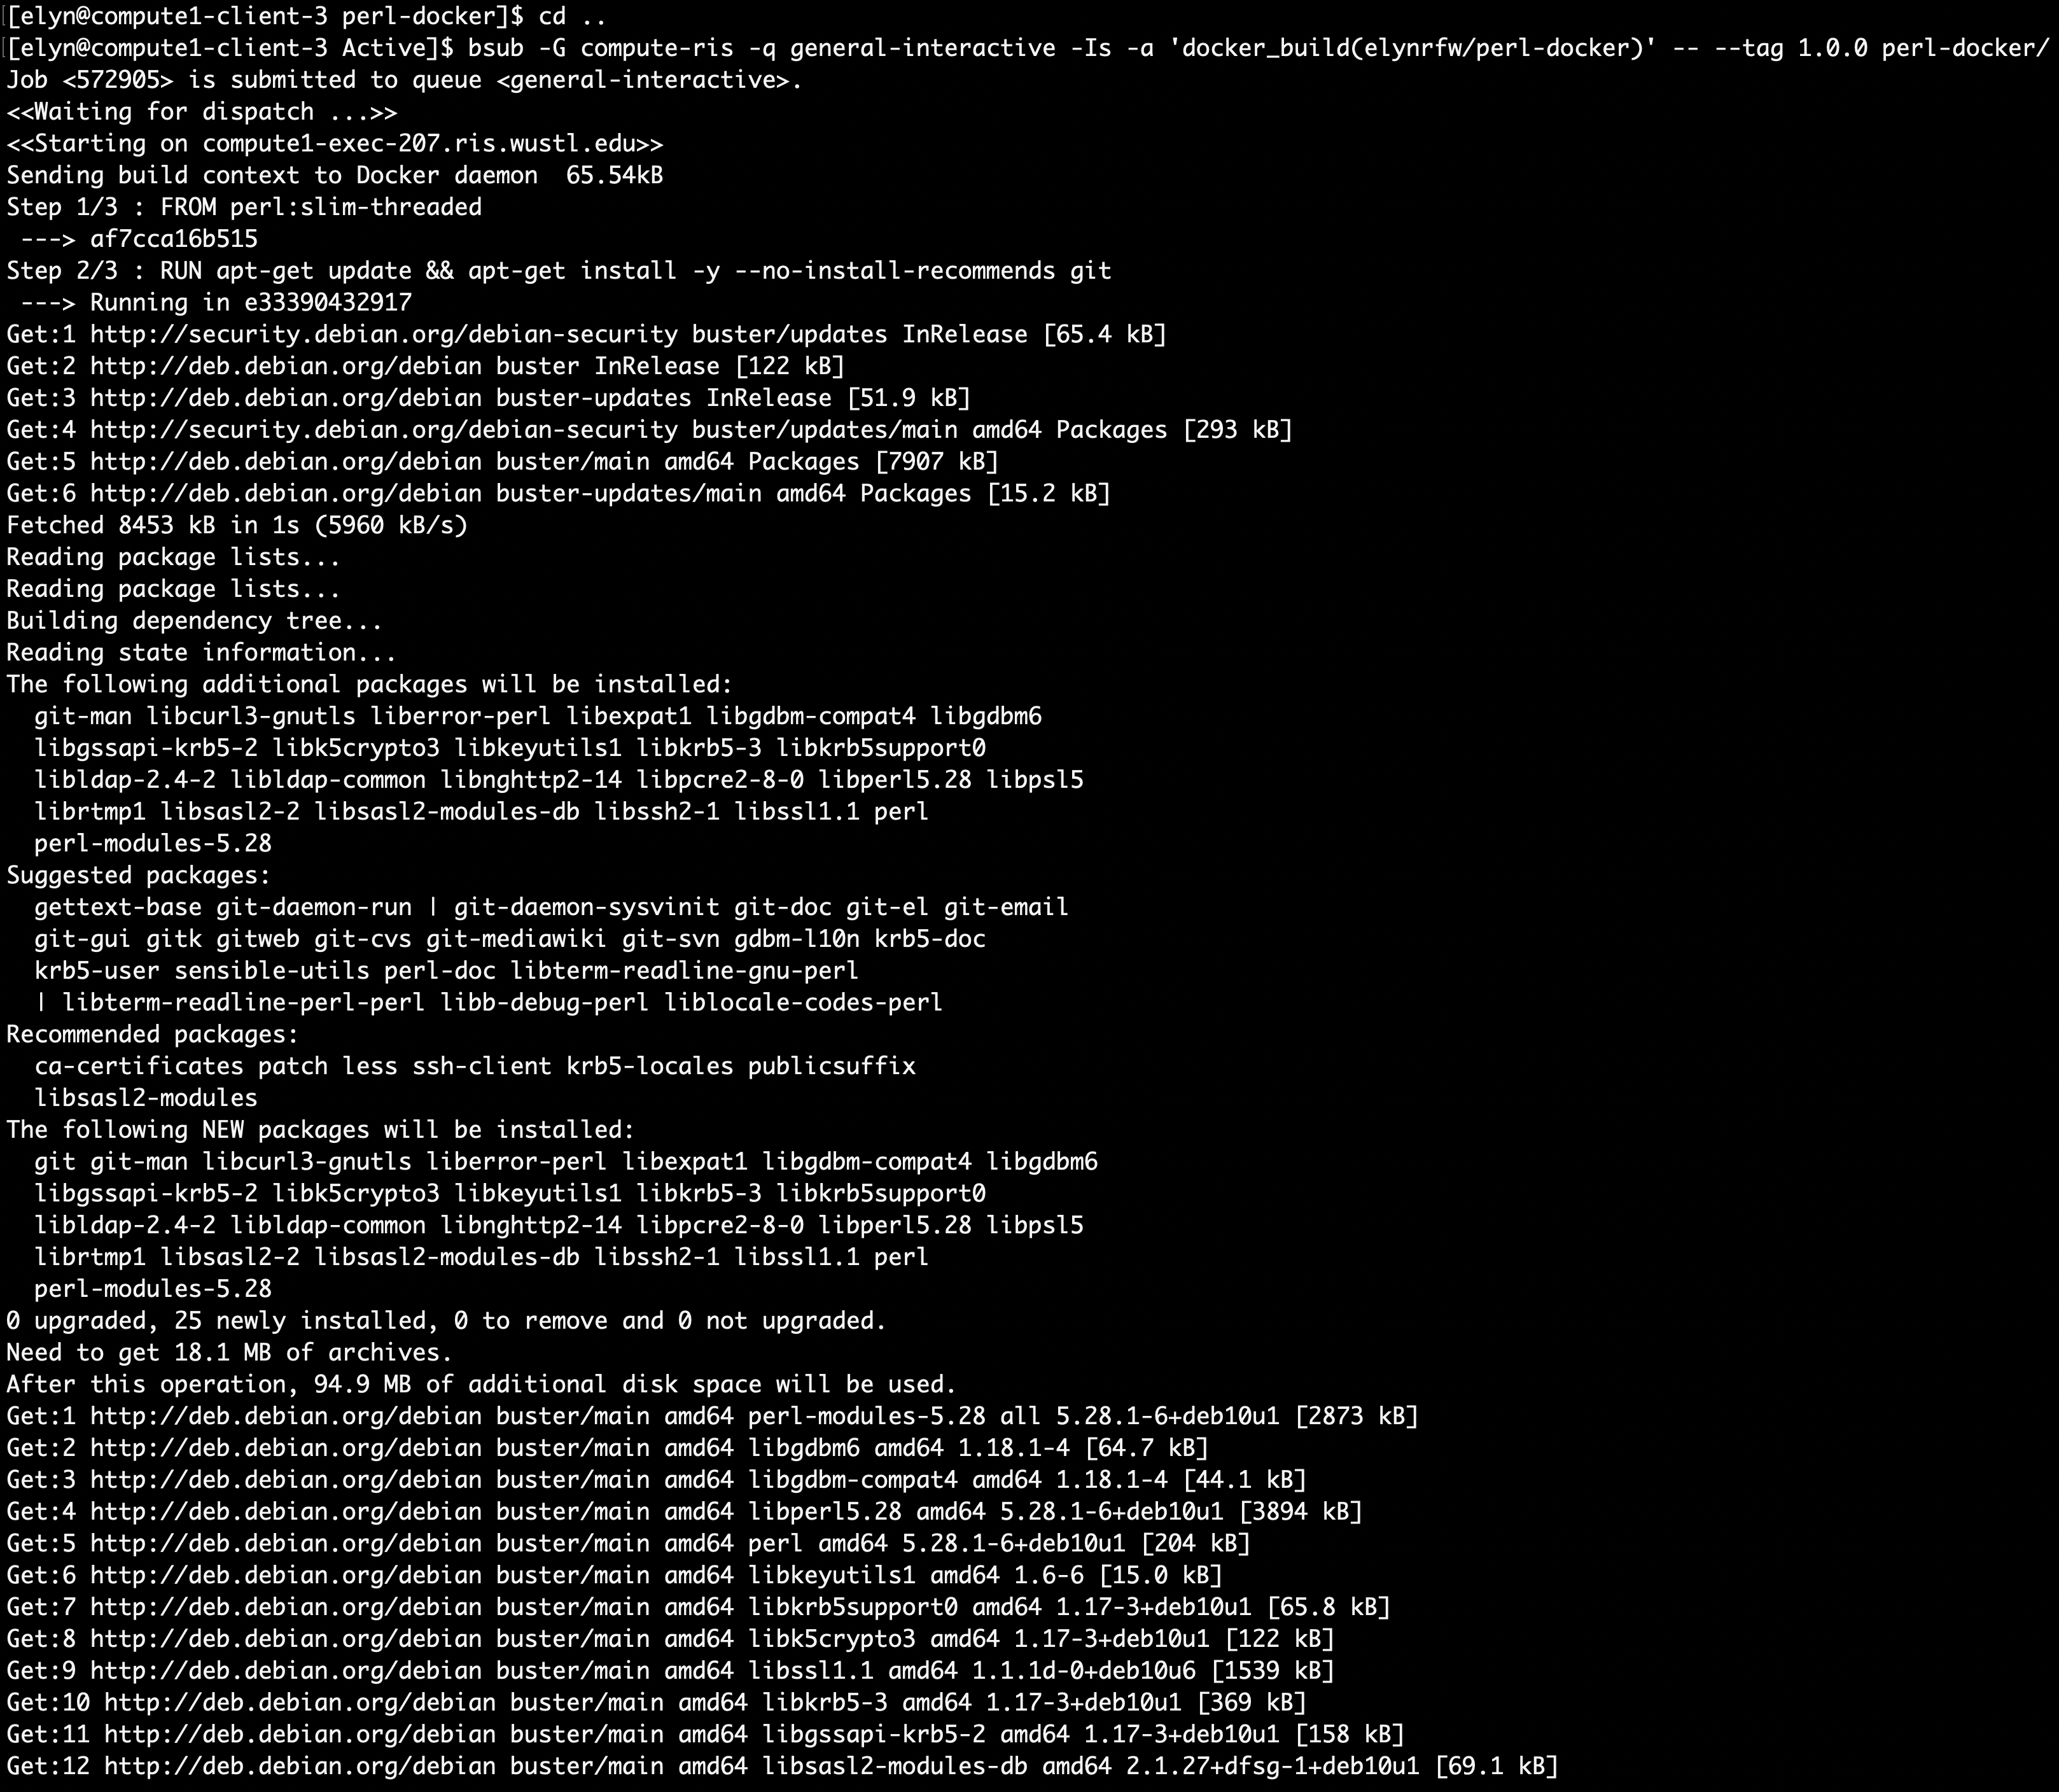 [elyn@compute1-client-3 perl-docker]$ cd ..
[elyn@compute1-client-3 Active]$ bsub -G compute-ris -q general-interactive -Is -a 'docker_build(elynrfw/perl-docker)' -- --tag 1.0.0 perl-docker/
Job <572905> is submitted to queue <general-interactive>.
<<Waiting for dispatch ...>>
<<Starting on compute1-exec-207.ris.wustl.edu>>
Sending build context to Docker daemon  65.54kB
Step 1/3 : FROM perl:slim-threaded
 ---> af7cca16b515
Step 2/3 : RUN apt-get update && apt-get install -y --no-install-recommends git
 ---> Running in e33390432917
Get:1 http://security.debian.org/debian-security buster/updates InRelease [65.4 kB]
Get:2 http://deb.debian.org/debian buster InRelease [122 kB]
Get:3 http://deb.debian.org/debian buster-updates InRelease [51.9 kB]
Get:4 http://security.debian.org/debian-security buster/updates/main amd64 Packages [293 kB]
Get:5 http://deb.debian.org/debian buster/main amd64 Packages [7907 kB]
Get:6 http://deb.debian.org/debian buster-updates/main amd64 Packages [15.2 kB]
Fetched 8453 kB in 1s (5960 kB/s)
Reading package lists...
Reading package lists...
Building dependency tree...
Reading state information...
The following additional packages will be installed:
  git-man libcurl3-gnutls liberror-perl libexpat1 libgdbm-compat4 libgdbm6
  libgssapi-krb5-2 libk5crypto3 libkeyutils1 libkrb5-3 libkrb5support0
  libldap-2.4-2 libldap-common libnghttp2-14 libpcre2-8-0 libperl5.28 libpsl5
  librtmp1 libsasl2-2 libsasl2-modules-db libssh2-1 libssl1.1 perl
  perl-modules-5.28
Suggested packages:
  gettext-base git-daemon-run | git-daemon-sysvinit git-doc git-el git-email
  git-gui gitk gitweb git-cvs git-mediawiki git-svn gdbm-l10n krb5-doc
  krb5-user sensible-utils perl-doc libterm-readline-gnu-perl
  | libterm-readline-perl-perl libb-debug-perl liblocale-codes-perl
Recommended packages:
  ca-certificates patch less ssh-client krb5-locales publicsuffix
  libsasl2-modules
The following NEW packages will be installed:
  git git-man libcurl3-gnutls liberror-perl libexpat1 libgdbm-compat4 libgdbm6
  libgssapi-krb5-2 libk5crypto3 libkeyutils1 libkrb5-3 libkrb5support0
  libldap-2.4-2 libldap-common libnghttp2-14 libpcre2-8-0 libperl5.28 libpsl5
  librtmp1 libsasl2-2 libsasl2-modules-db libssh2-1 libssl1.1 perl
  perl-modules-5.28
0 upgraded, 25 newly installed, 0 to remove and 0 not upgraded.
Need to get 18.1 MB of archives.
After this operation, 94.9 MB of additional disk space will be used.
Get:1 http://deb.debian.org/debian buster/main amd64 perl-modules-5.28 all 5.28.1-6+deb10u1 [2873 kB]
Get:2 http://deb.debian.org/debian buster/main amd64 libgdbm6 amd64 1.18.1-4 [64.7 kB]
Get:3 http://deb.debian.org/debian buster/main amd64 libgdbm-compat4 amd64 1.18.1-4 [44.1 kB]
Get:4 http://deb.debian.org/debian buster/main amd64 libperl5.28 amd64 5.28.1-6+deb10u1 [3894 kB]
Get:5 http://deb.debian.org/debian buster/main amd64 perl amd64 5.28.1-6+deb10u1 [204 kB]
Get:6 http://deb.debian.org/debian buster/main amd64 libkeyutils1 amd64 1.6-6 [15.0 kB]
Get:7 http://deb.debian.org/debian buster/main amd64 libkrb5support0 amd64 1.17-3+deb10u1 [65.8 kB]
Get:8 http://deb.debian.org/debian buster/main amd64 libk5crypto3 amd64 1.17-3+deb10u1 [122 kB]
Get:9 http://deb.debian.org/debian buster/main amd64 libssl1.1 amd64 1.1.1d-0+deb10u6 [1539 kB]
Get:10 http://deb.debian.org/debian buster/main amd64 libkrb5-3 amd64 1.17-3+deb10u1 [369 kB]
Get:11 http://deb.debian.org/debian buster/main amd64 libgssapi-krb5-2 amd64 1.17-3+deb10u1 [158 kB]
Get:12 http://deb.debian.org/debian buster/main amd64 libsasl2-modules-db amd64 2.1.27+dfsg-1+deb10u1 [69.1 kB]